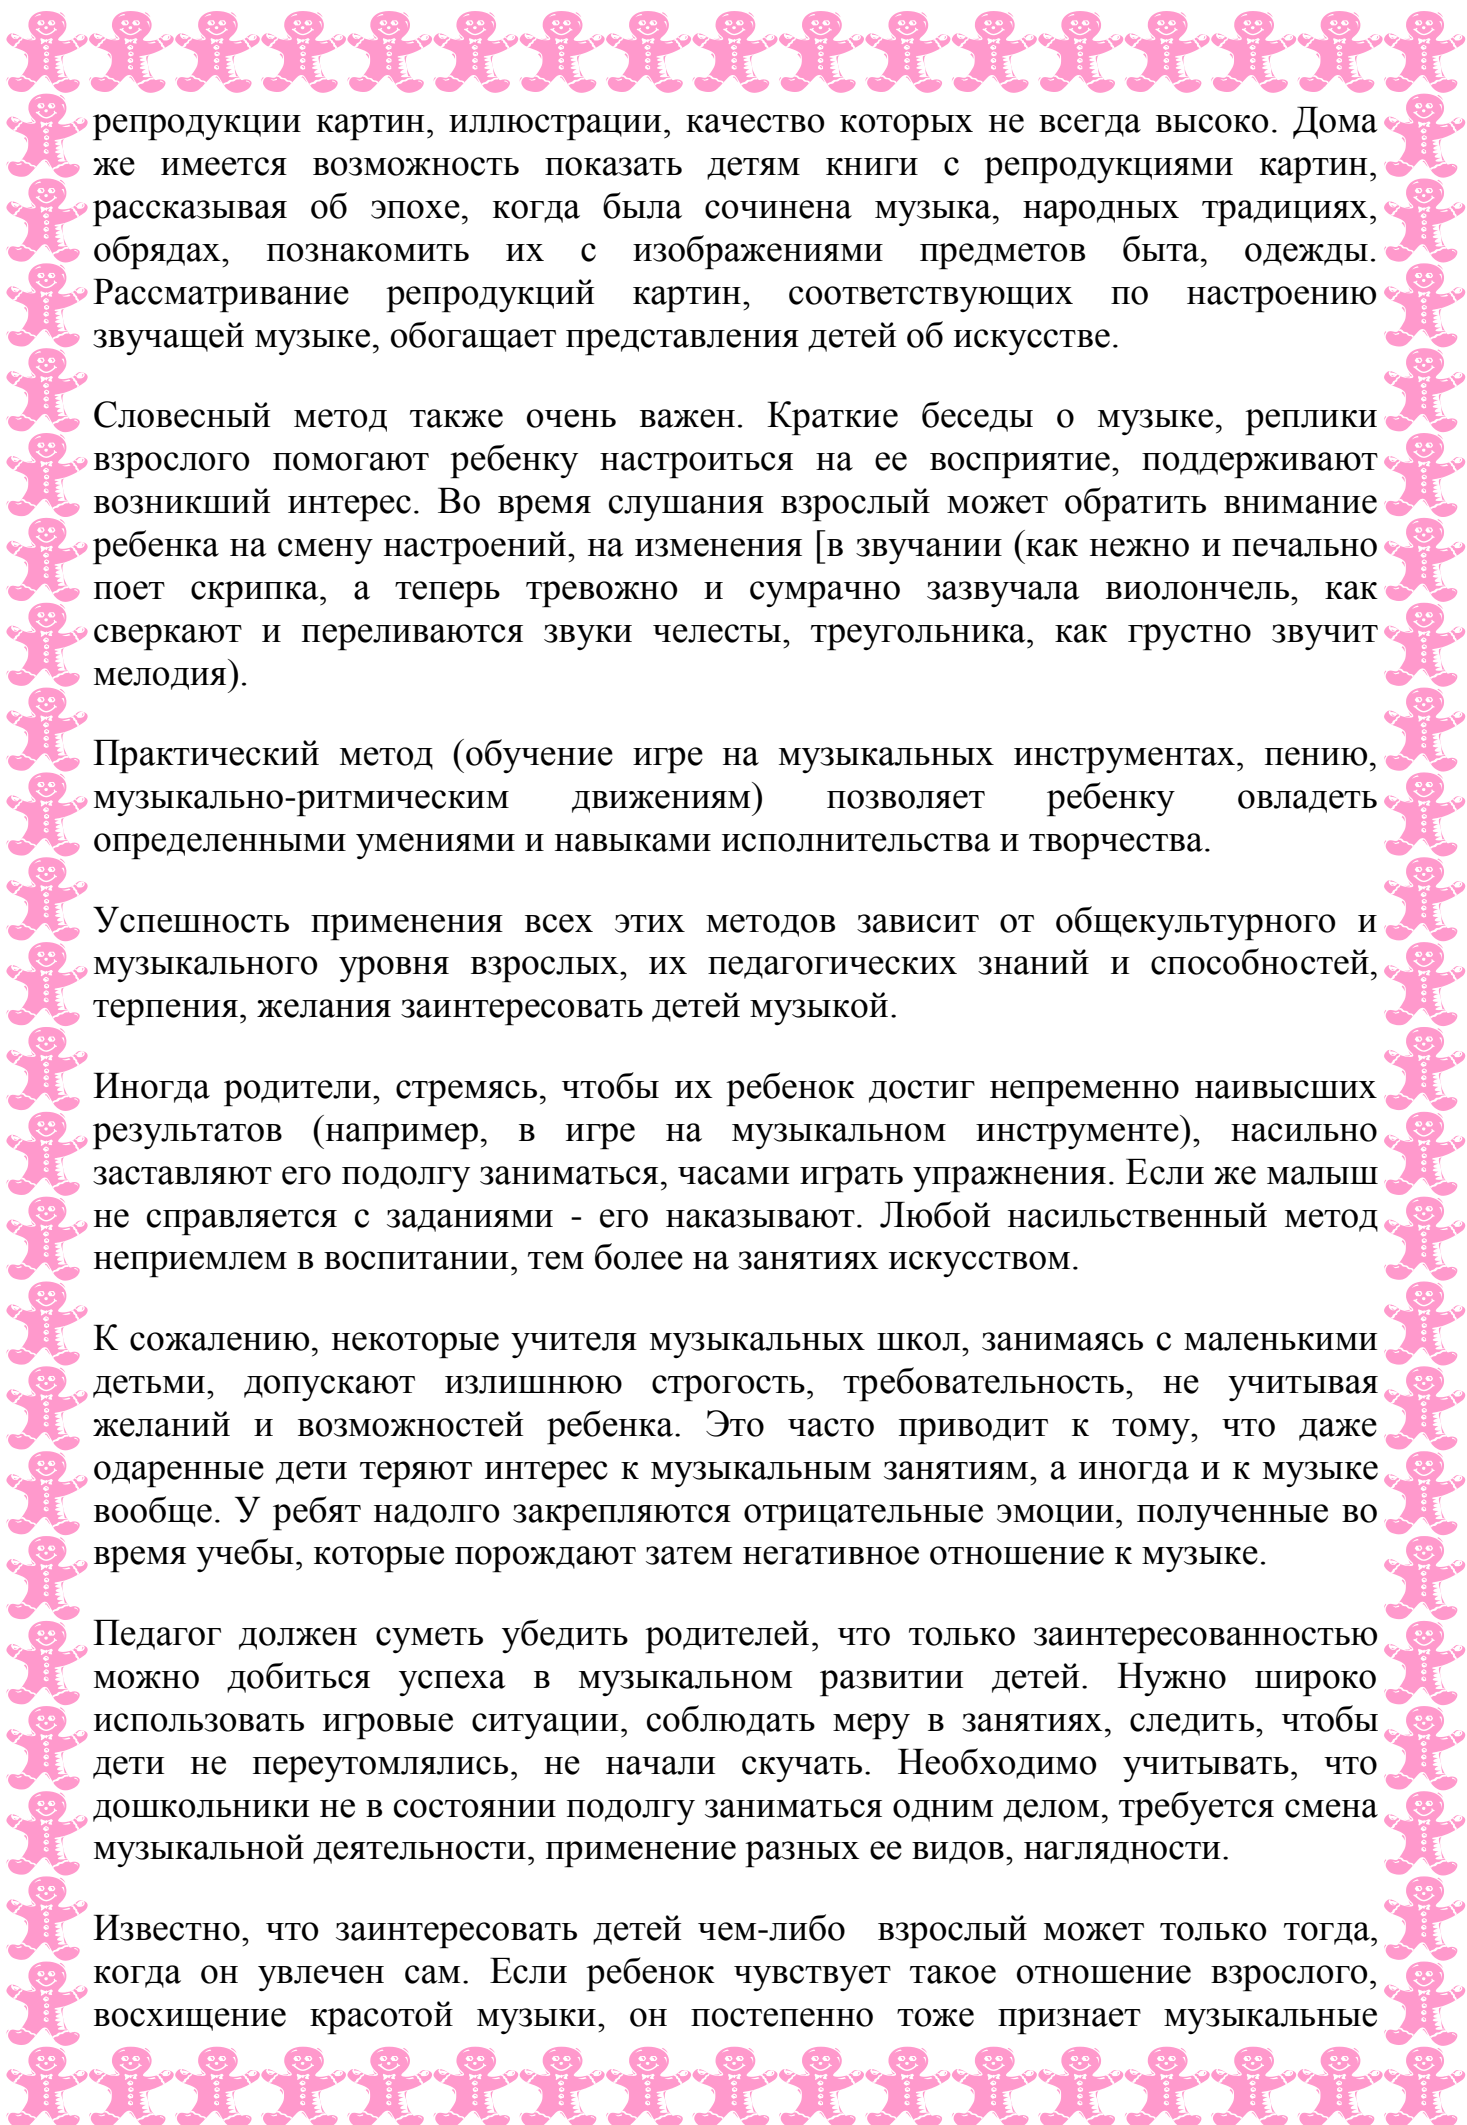 репродукции картин, иллюстрации, качество которых не всегда высоко. Дома
же имеется возможность показать детям книги с репродукциями картин,
рассказывая об эпохе, когда была сочинена музыка, народных традициях,
обрядах, познакомить их с изображениями предметов быта, одежды.
Рассматривание репродукций картин, соответствующих по настроению
звучащей музыке, обогащает представления детей об искусстве.
Словесный метод также очень важен. Краткие беседы о музыке, реплики
взрослого помогают ребенку настроиться на ее восприятие, поддерживают
возникший интерес. Во время слушания взрослый может обратить внимание
ребенка на смену настроений, на изменения [в звучании (как нежно и печально
поет скрипка, а теперь тревожно и сумрачно зазвучала виолончель, как
сверкают и переливаются звуки челесты, треугольника, как грустно звучит
мелодия).
Практический метод (обучение игре на музыкальных инструментах, пению,
музыкально-ритмическим движениям) позволяет ребенку овладеть
определенными умениями и навыками исполнительства и творчества.
Успешность применения всех этих методов зависит от общекультурного и
музыкального уровня взрослых, их педагогических знаний и способностей,
терпения, желания заинтересовать детей музыкой.
Иногда родители, стремясь, чтобы их ребенок достиг непременно наивысших
результатов (например, в игре на музыкальном инструменте), насильно
заставляют его подолгу заниматься, часами играть упражнения. Если же малыш
не справляется с заданиями - его наказывают. Любой насильственный метод
неприемлем в воспитании, тем более на занятиях искусством.
К сожалению, некоторые учителя музыкальных школ, занимаясь с маленькими
детьми, допускают излишнюю строгость, требовательность, не учитывая
желаний и возможностей ребенка. Это часто приводит к тому, что даже
одаренные дети теряют интерес к музыкальным занятиям, а иногда и к музыке
вообще. У ребят надолго закрепляются отрицательные эмоции, полученные во
время учебы, которые порождают затем негативное отношение к музыке.
Педагог должен суметь убедить родителей, что только заинтересованностью
можно добиться успеха в музыкальном развитии детей. Нужно широко
использовать игровые ситуации, соблюдать меру в занятиях, следить, чтобы
дети не переутомлялись, не начали скучать. Необходимо учитывать, что
дошкольники не в состоянии подолгу заниматься одним делом, требуется смена
музыкальной деятельности, применение разных ее видов, наглядности.
Известно, что заинтересовать детей чем-либо взрослый может только тогда,
когда он увлечен сам. Если ребенок чувствует такое отношение взрослого,
восхищение красотой музыки, он постепенно тоже признает музыкальные